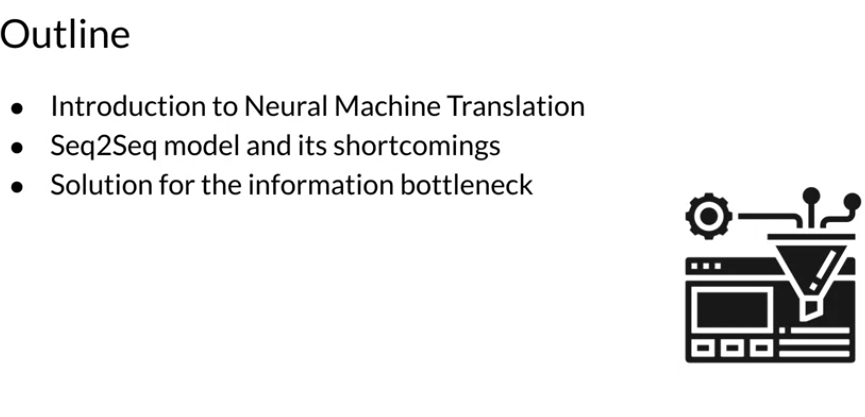 Outline
● Introduction to Neural Machine Translation
● Seq2Seq model and its shortcomings
● Solution for the information bottleneck